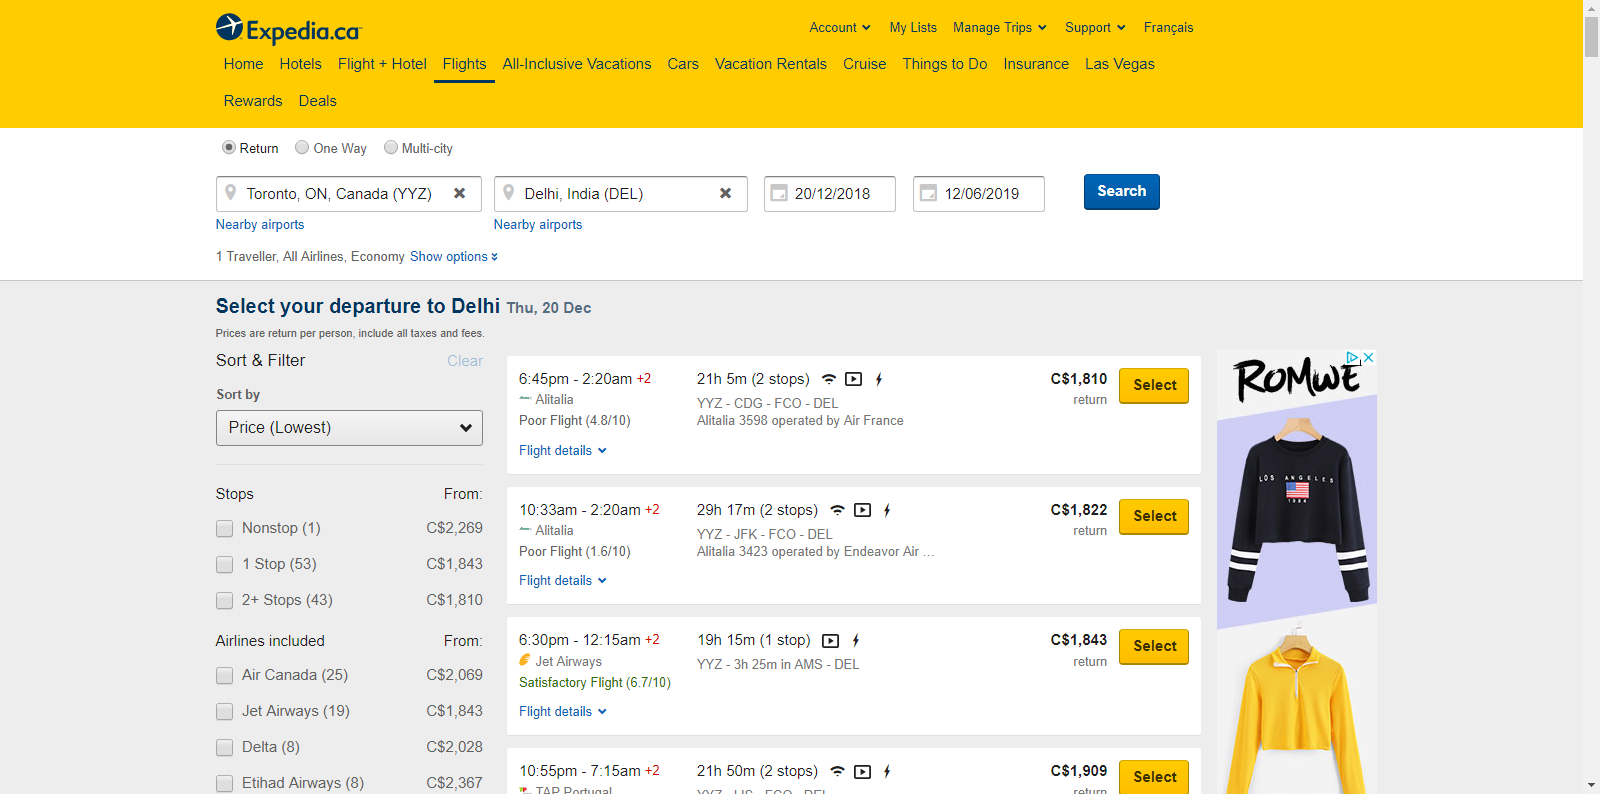 Expedia.ca
Account My Lists Manage Trips Support Français
Home Hotels Flight + Hotel Flights All-Inclusive Vacations Cars Vacation Rentals Cruise Things to Do Insurance Las Vegas
Rewards Deals
Return One Way Multi-city
Toronto, ON, Canada (YYZ) Delhi, India (DEL) 20/12/2018 12/06/2019 Search
Nearby airports Nearby airports
1 Traveller, All Airlines, Economy Show options
Select your departure to Delhi Thu, 20 Dec
Prices are return per person, include all taxes and fees.
Sort & Filter Clear
Sort by
Price (Lowest)
Stops From:
Nonstop (1) C$2,269
1 Stop (53) C$1,843
2+ Stops (43) C$1,810
Airlines included From:
Air Canada (25) C$2,069
Jet Airways (19) C$1,843
Delta (8) C$2,028
Etihad Airways (8) C$2,367
6:45pm - 2:20am +2 21h 5m (2 stops) C$1,810 Select
Alitalia YYZ - CDG - FCO - DEL return
Poor Flight (4.8/10) Alitalia 3598 operated by Air France
Flight details
10:33am - 2:20am +2 29h 17m (2 stops) C$1,822 Select
Alitalia YYZ - JFK - FCO - DEL return
Poor Flight (1.6/10) Alitalia 3423 operated by Endeavor Air ...
Flight details
6:30pm - 12:15am +2 19h 15m (1 stop) C$1,843 Select
Jet Airways YYZ - 3h 25m in AMS - DEL return
Satisfactory Flight (6.7/10)
Flight details
10:55pm - 7:15am +2 21h 50m (2 stops) C$1,909 Select
TAP Portugal YYZ - LIS - FCO - DEL return
ROMWE
LOS ANGELES
1984